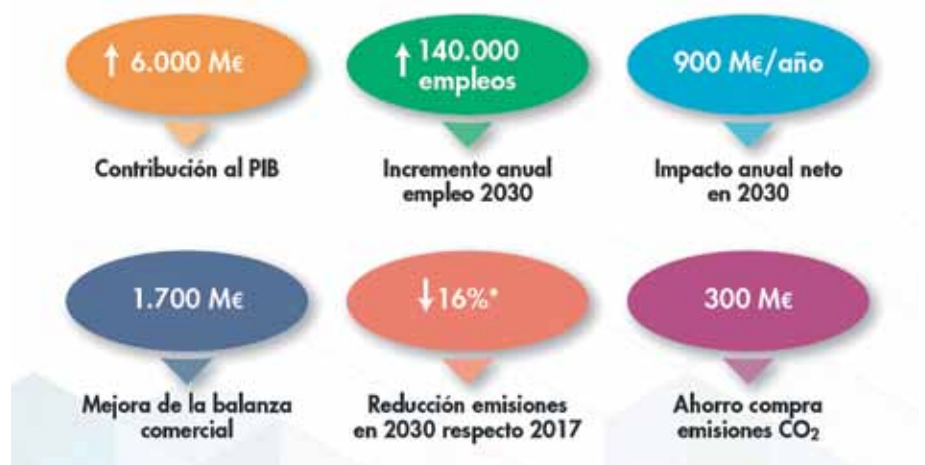 ↑ 6.000 M€
Contribución al PIB
↑ 140.000
empleos
Incremento anual
empleo 2030
900 M€/año
Impacto anual neto
en 2030
1.700 M€
Mejora de la balanza
comercial
↓16%*
Reducción emisiones
en 2030 respecto 2017
300 M€
Ahorro compra
emisiones CO₂